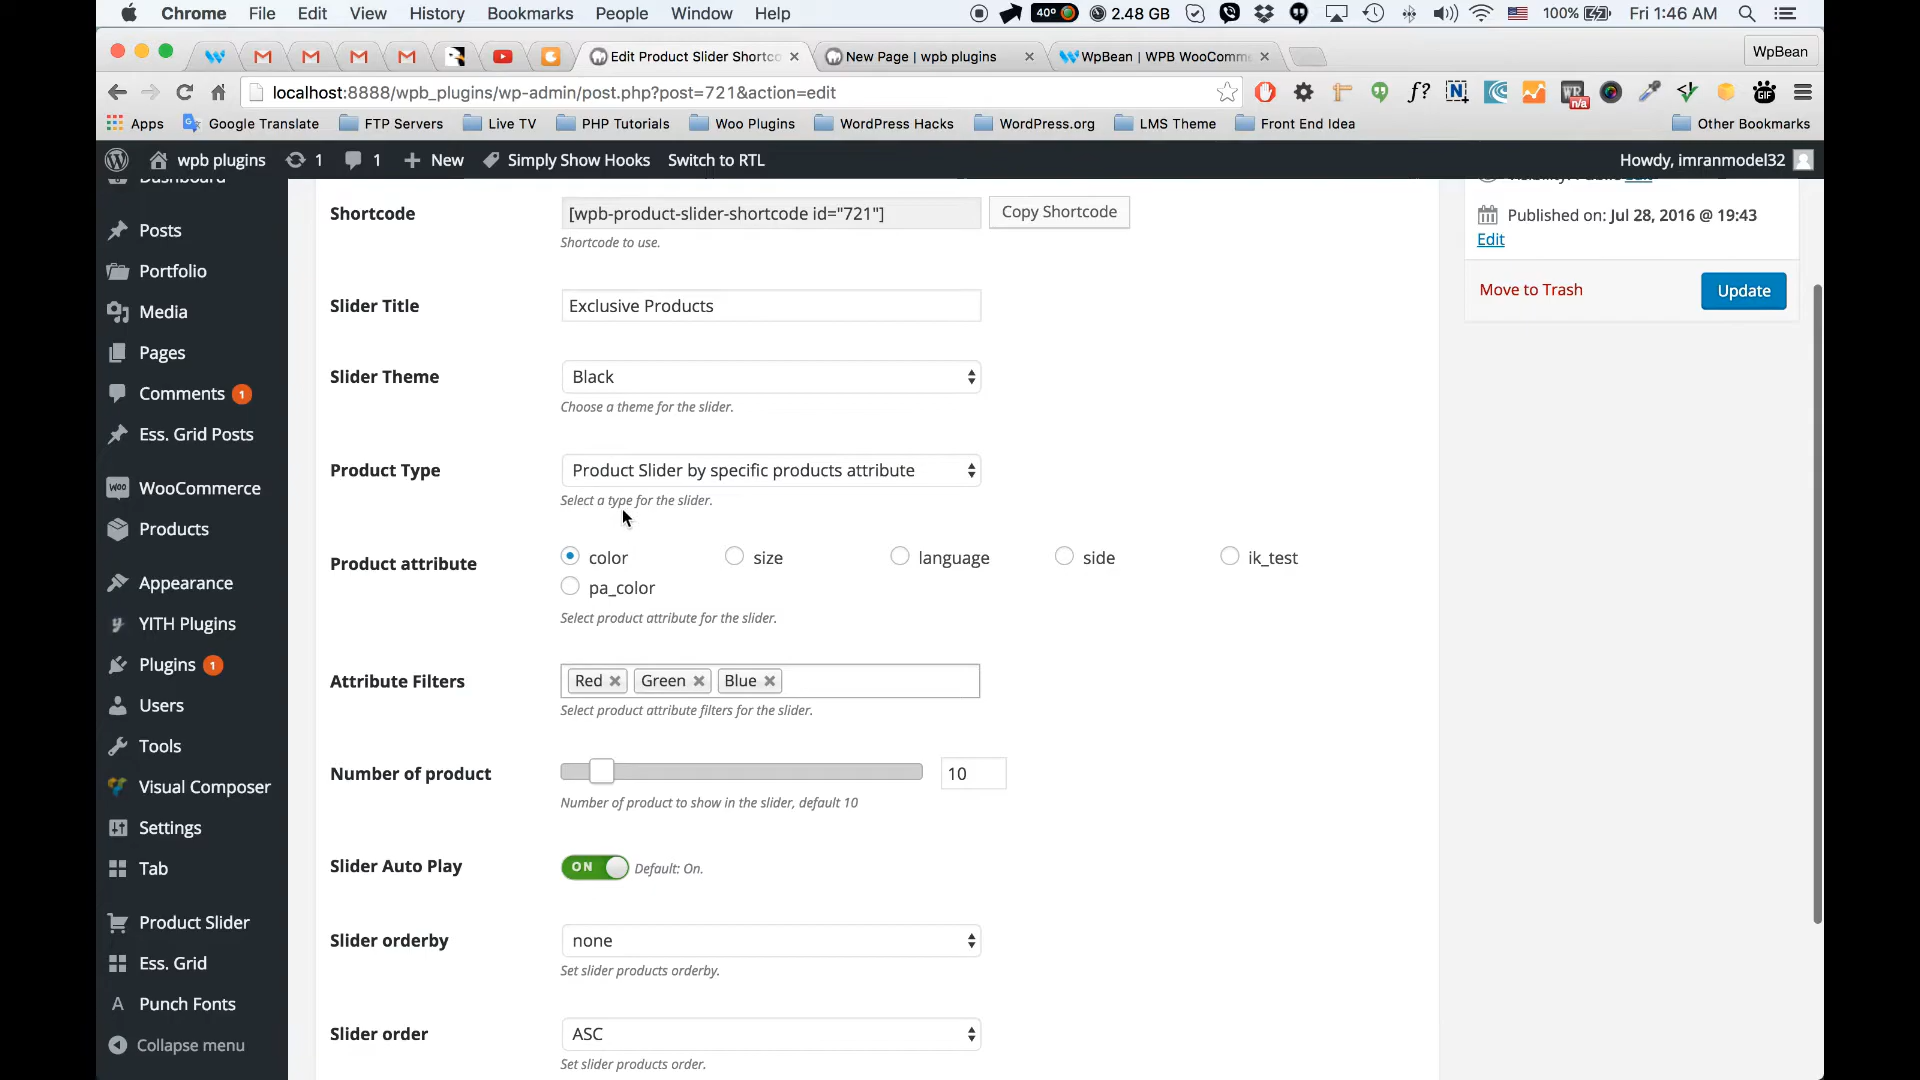 Chrome File Edit View History Bookmarks People Window Help 40° 2.48 GB 100% Fri 1:46 AM
Edit Product Slider Shortco New Page | wpb plugins WpBean | WPB WooComm WpBean
localhost:8888/wpb_plugins/wp-admin/post.php?post=721&action=edit
Apps Google Translate FTP Servers Live TV PHP Tutorials Woo Plugins WordPress Hacks WordPress.org LMS Theme Front End Idea Other Bookmarks
wpb plugins 1 1 New Simply Show Hooks Switch to RTL Howdy, imranmodel32
Dashboard
Posts
Portfolio
Media
Pages
Comments 1
Ess. Grid Posts
WooCommerce
Products
Appearance
YITH Plugins
Plugins 1
Users
Tools
Visual Composer
Settings
Tab
Product Slider
Ess. Grid
Punch Fonts
Collapse menu
Shortcode [wpb-product-slider-shortcode id="721"] Copy Shortcode
Shortcode to use.
Slider Title Exclusive Products
Slider Theme Black
Choose a theme for the slider.
Product Type Product Slider by specific products attribute
Select a type for the slider.
Product attribute color size language side ik_test
pa_color
Select product attribute for the slider.
Attribute Filters Red Green Blue
Select product attribute filters for the slider.
Number of product 10
Number of product to show in the slider, default 10
Slider Auto Play ON Default: On.
Slider orderby none
Set slider products orderby.
Slider order ASC
Set slider products order.
Visibility: Public Edit
Published on: Jul 28, 2016 @ 19:43
Edit
Move to Trash Update